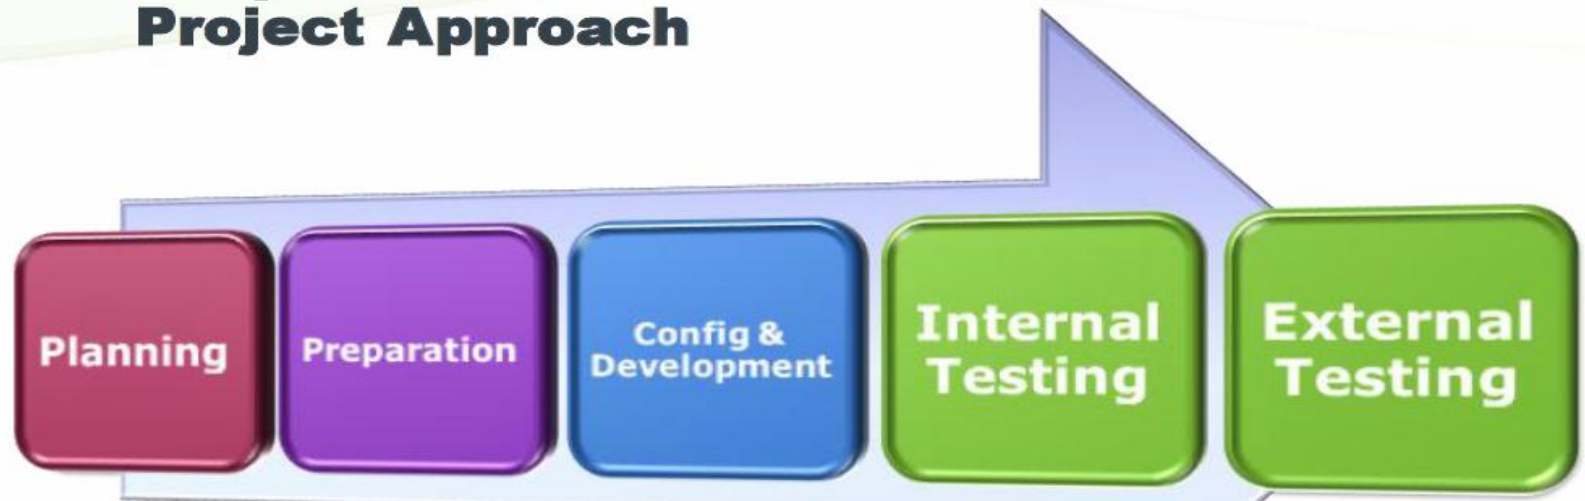 Project Approach
Planning
Preparation
Config &
Development
Internal
Testing
External
Testing